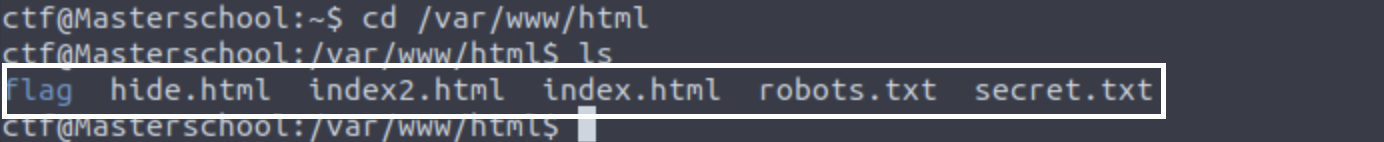 ctf@Masterschool:~$ cd /var/www/html
ctf@Masterschool:/var/www/html$ ls
flag  hide.html  index2.html  index.html  robots.txt  secret.txt
ctf@Masterschool:/var/www/html$